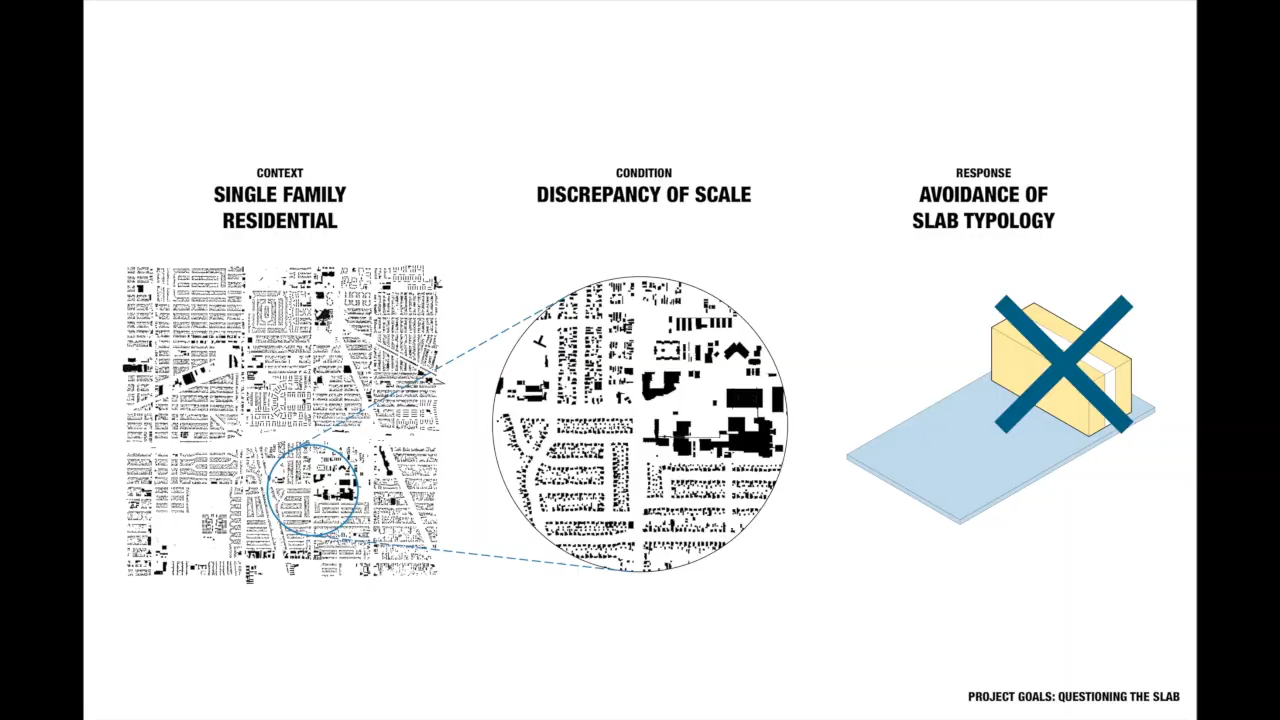 CONTEXT
SINGLE FAMILY
RESIDENTIAL
CONDITION
DISCREPANCY OF SCALE
RESPONSE
AVOIDANCE OF
SLAB TYPOLOGY
PROJECT GOALS: QUESTIONING THE SLAB